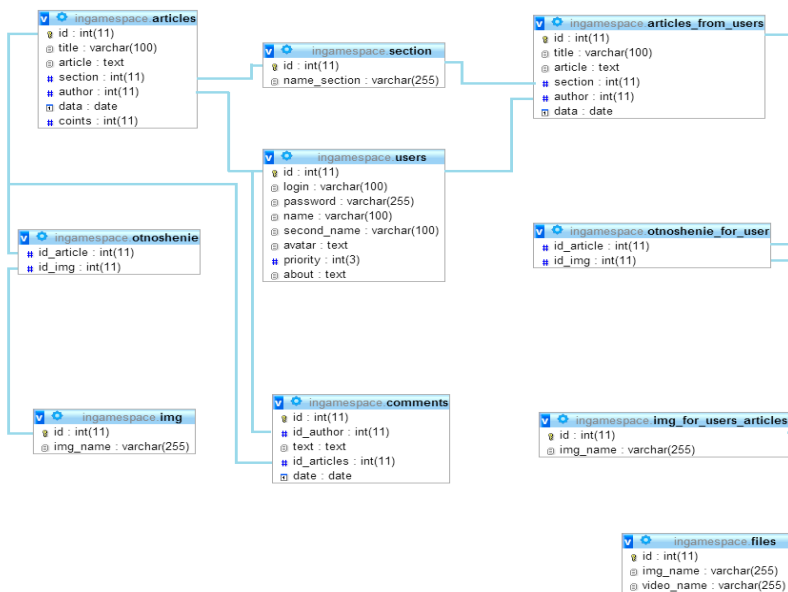 ingamespace.articles
id : int(11)
title : varchar(100)
article : text
section : int(11)
author : int(11)
data : date
coints : int(11)
ingamespace.section
id : int(11)
name_section : varchar(255)
ingamespace.articles_from_users
id : int(11)
title : varchar(100)
article : text
section : int(11)
author : int(11)
data : date
ingamespace.users
id : int(11)
login : varchar(100)
password : varchar(255)
name : varchar(100)
second_name : varchar(100)
avatar : text
priority : int(3)
about : text
ingamespace.otnoshenie
id_article : int(11)
id_img : int(11)
ingamespace.otnoshenie_for_user
id_article : int(11)
id_img : int(11)
ingamespace.img
id : int(11)
img_name : varchar(255)
ingamespace.comments
id : int(11)
id_author : int(11)
text : text
id_articles : int(11)
date : date
ingamespace.img_for_users_articles
id : int(11)
img_name : varchar(255)
ingamespace.files
id : int(11)
img_name : varchar(255)
video_name : varchar(255)